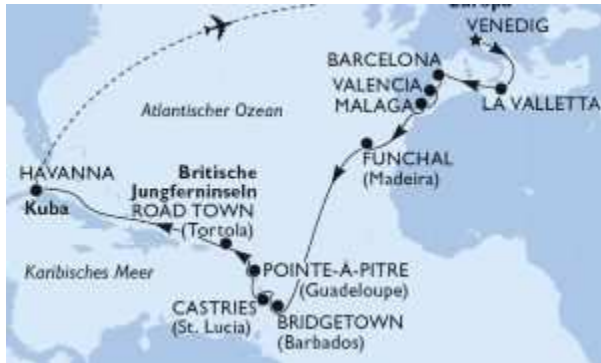 Europa
VENEDIG
BARCELONA
VALENCIA
MALAGA
LA VALLETTA
Atlantischer Ozean
FUNCHAL
(Madeira)
HAVANNA
Kuba
Britische
Jungferninseln
ROAD TOWN
(Tortola)
Karibisches Meer
POINTE-À-PITRE
(Guadeloupe)
CASTRIES
(St. Lucia)
BRIDGETOWN
(Barbados)